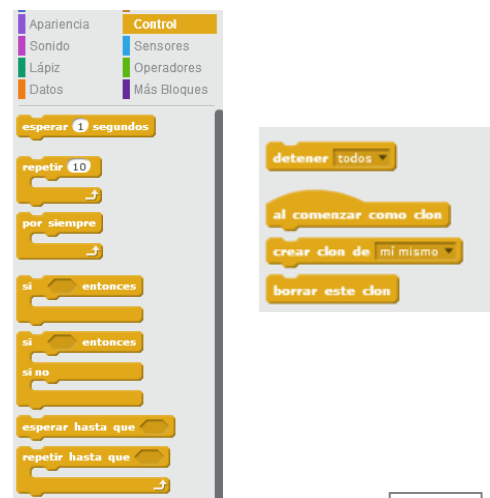 Apariencia
Control
Sonido
Sensores
Lápiz
Operadores
Datos
Más Bloques
esperar 1 segundos
repetir 10
por siempre
si entonces
si entonces
si no
esperar hasta que
repetir hasta que
detener todos
al comenzar como clon
crear clon de mí mismo
borrar este clon